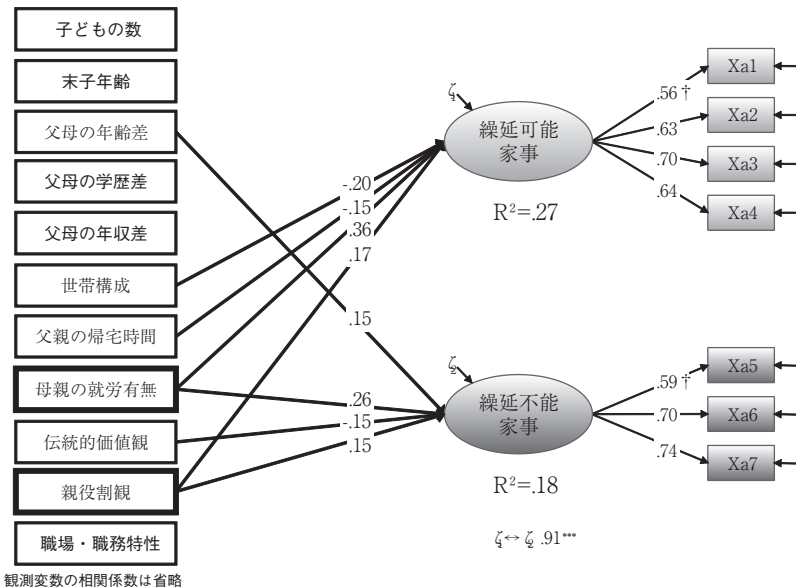 子どもの数
末子年齢
父母の年齢差
父母の学歴差
父母の年収差
世帯構成
父親の帰宅時間
母親の就労有無
伝統的価値観
親役割観
職場・職務特性
観測変数の相関係数は省略
-.20
-.15
.36
.17
.15
.26
-.15
.15
ζ1
繰延可能
家事
R²=.27
.56 †
.63
.70
.64
Xa1
Xa2
Xa3
Xa4
ζ2
繰延不能
家事
R²=.18
.59 †
.70
.74
Xa5
Xa6
Xa7
ζ1↔ζ2 .91***